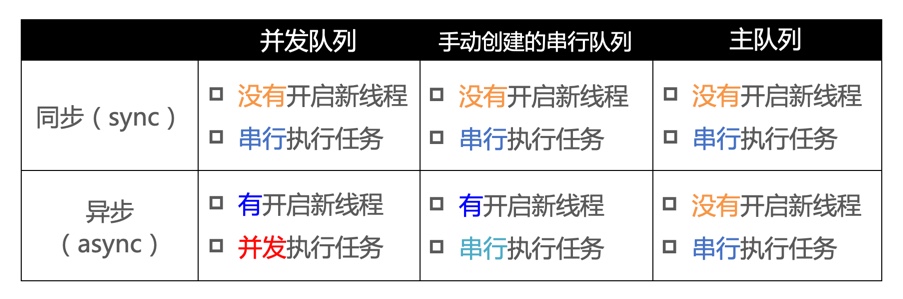 并发队列 手动创建的串行队列 主队列
同步（sync） 没有开启新线程 没有开启新线程 没有开启新线程
串行执行任务 串行执行任务 串行执行任务
异步（async） 有开启新线程 有开启新线程 没有开启新线程
并发执行任务 串行执行任务 串行执行任务